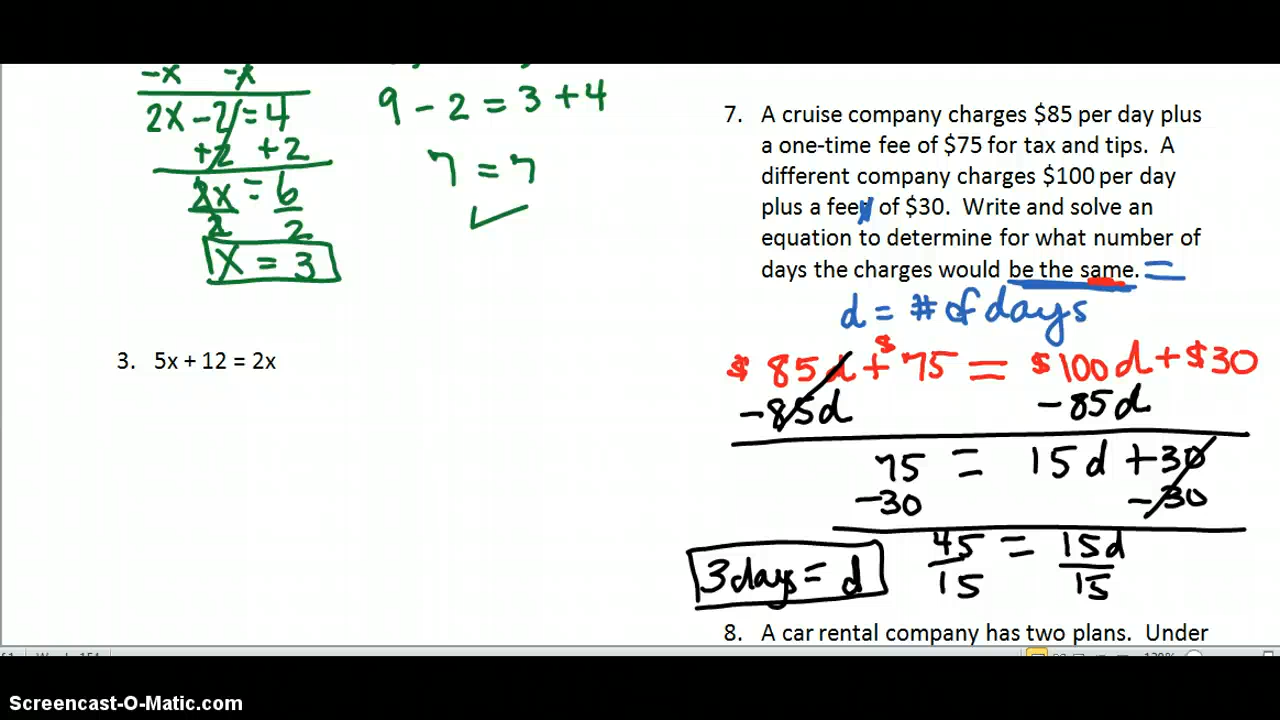 -x -x
2x - 2 = 4
+2 +2
2x = 6
2 2
x = 3
9 - 2 = 3 + 4
7 = 7
3. 5x + 12 = 2x
7. A cruise company charges $85 per day plus
a one-time fee of $75 for tax and tips. A
different company charges $100 per day
plus a fee of $30. Write and solve an
equation to determine for what number of
days the charges would be the same. =
d = # of days
$ 85d + $75 = $100d + $30
-85d -85d
75 = 15d + 30
-30 -30
45 = 15d
15 15
3 days = d
8. A car rental company has two plans. Under
Screencast-O-Matic.com